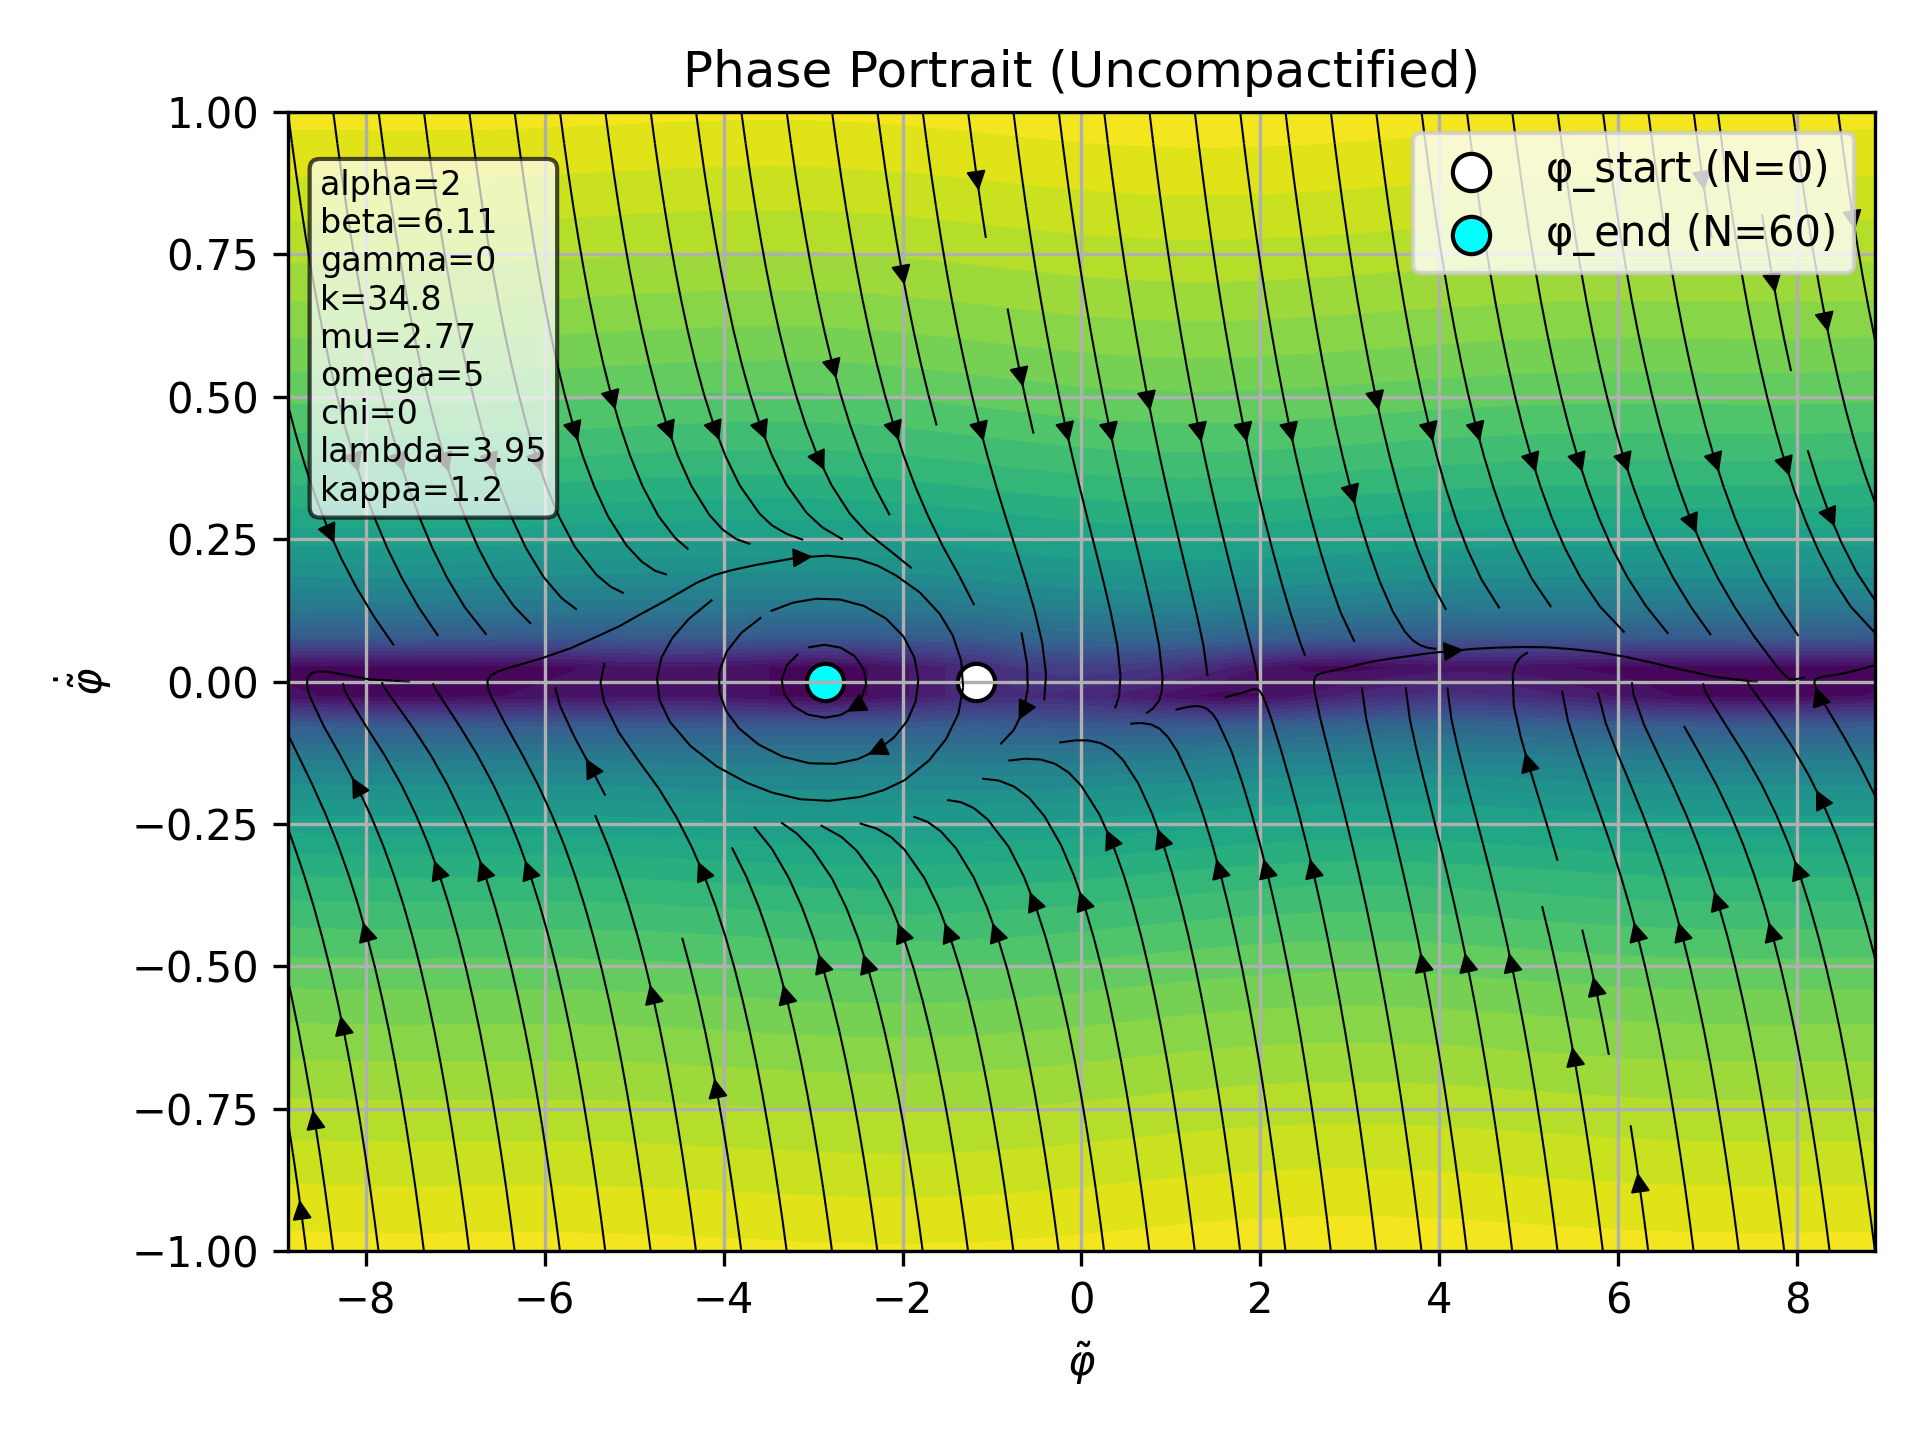 Phase Portrait (Uncompactified)
1.00
0.75
0.50
0.25
0.00
−0.25
−0.50
−0.75
−1.00
alpha=2
beta=6.11
gamma=0
k=34.8
mu=2.77
omega=5
chi=0
lambda=3.95
kappa=1.2
φ_start (N=0)
φ_end (N=60)
−8 −6 −4 −2 0 2 4 6 8
φ̃
φ̃̇